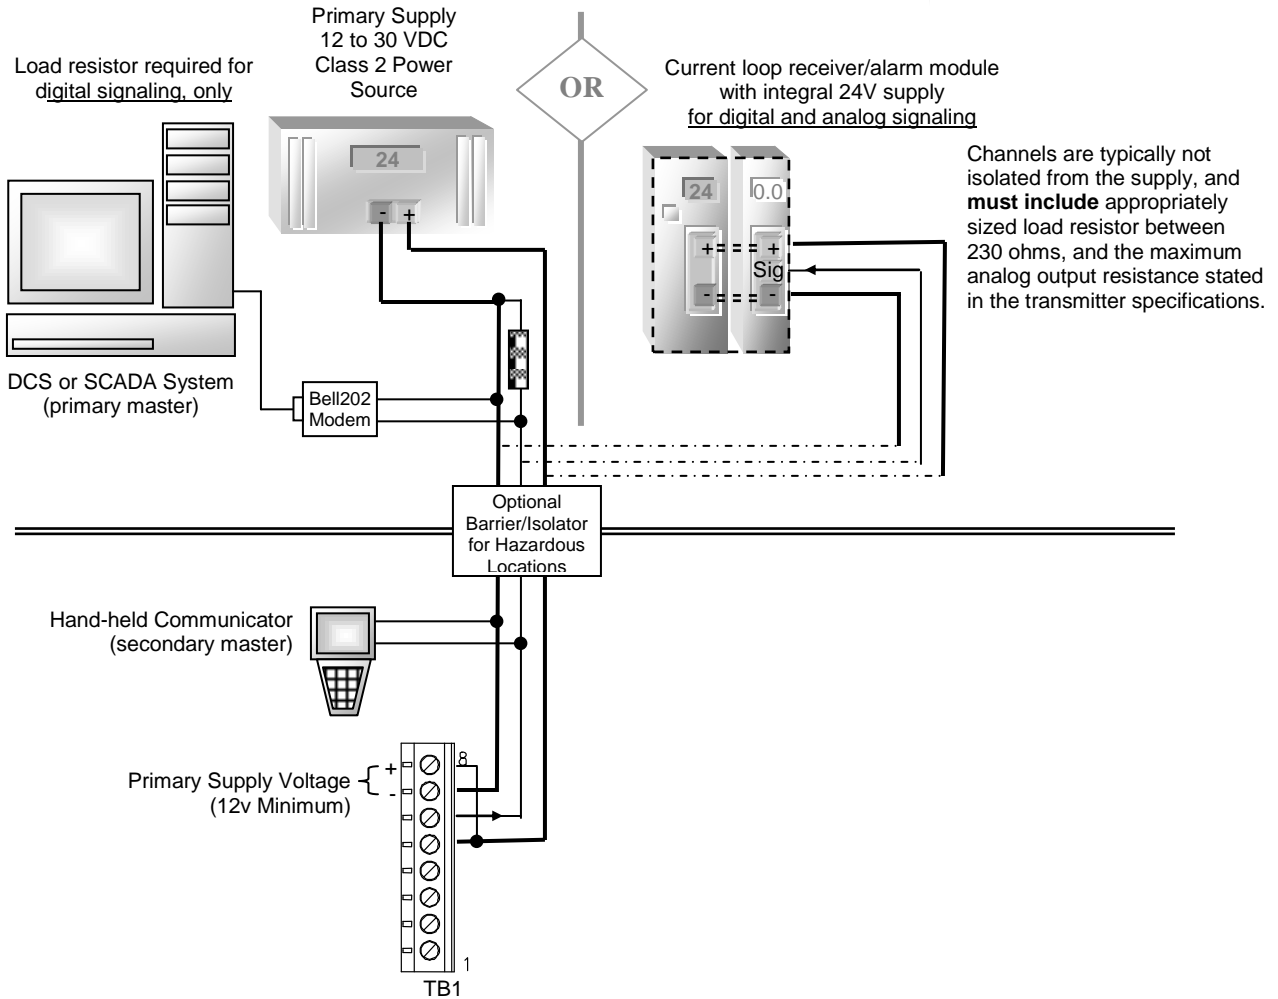 Primary Supply
12 to 30 VDC
Class 2 Power
Source
Load resistor required for
digital signaling, only
OR
Current loop receiver/alarm module
with integral 24V supply
for digital and analog signaling
Channels are typically not
isolated from the supply, and
must include appropriately
sized load resistor between
230 ohms, and the maximum
analog output resistance stated
in the transmitter specifications.
24
- +
24
0.0
+ +
Sig
- -
DCS or SCADA System
(primary master)
Bell202
Modem
Optional
Barrier/Isolator
for Hazardous
Locations
Hand-held Communicator
(secondary master)
Primary Supply Voltage
(12v Minimum)
+
-
8
1
TB1